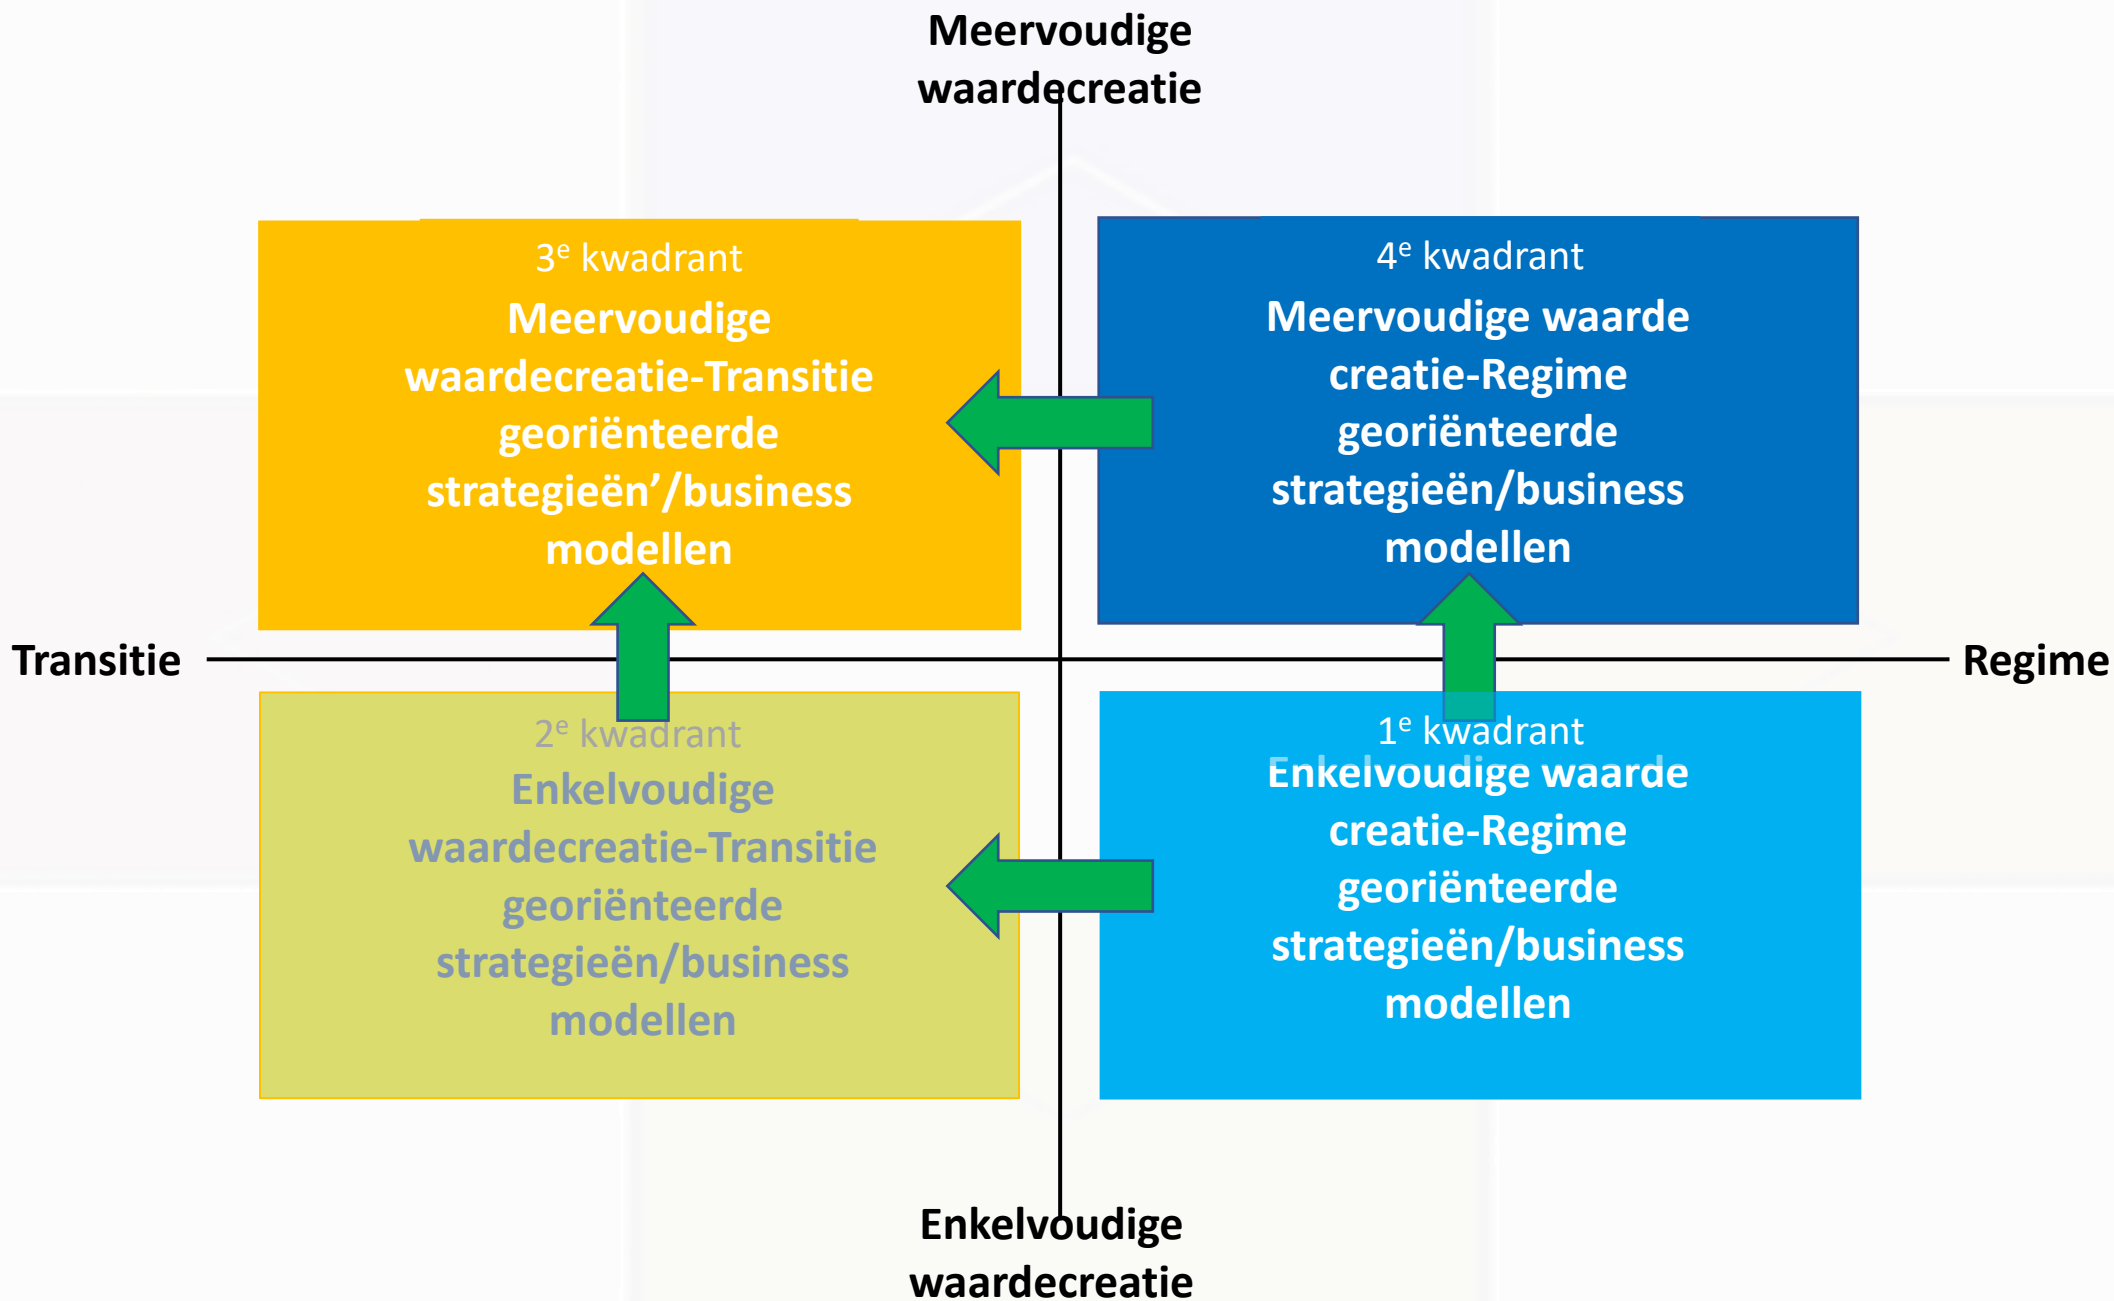 Meervoudige
waardecreatie
3e kwadrant
Meervoudige
waardecreatie-Transitie
georiënteerde
strategieën’/business
modellen
4e kwadrant
Meervoudige waarde
creatie-Regime
georiënteerde
strategieën/business
modellen
Transitie
Regime
2e kwadrant
Enkelvoudige
waardecreatie-Transitie
georiënteerde
strategieën/business
modellen
1e kwadrant
Enkelvoudige waarde
creatie-Regime
georiënteerde
strategieën/business
modellen
Enkelvoudige
waardecreatie